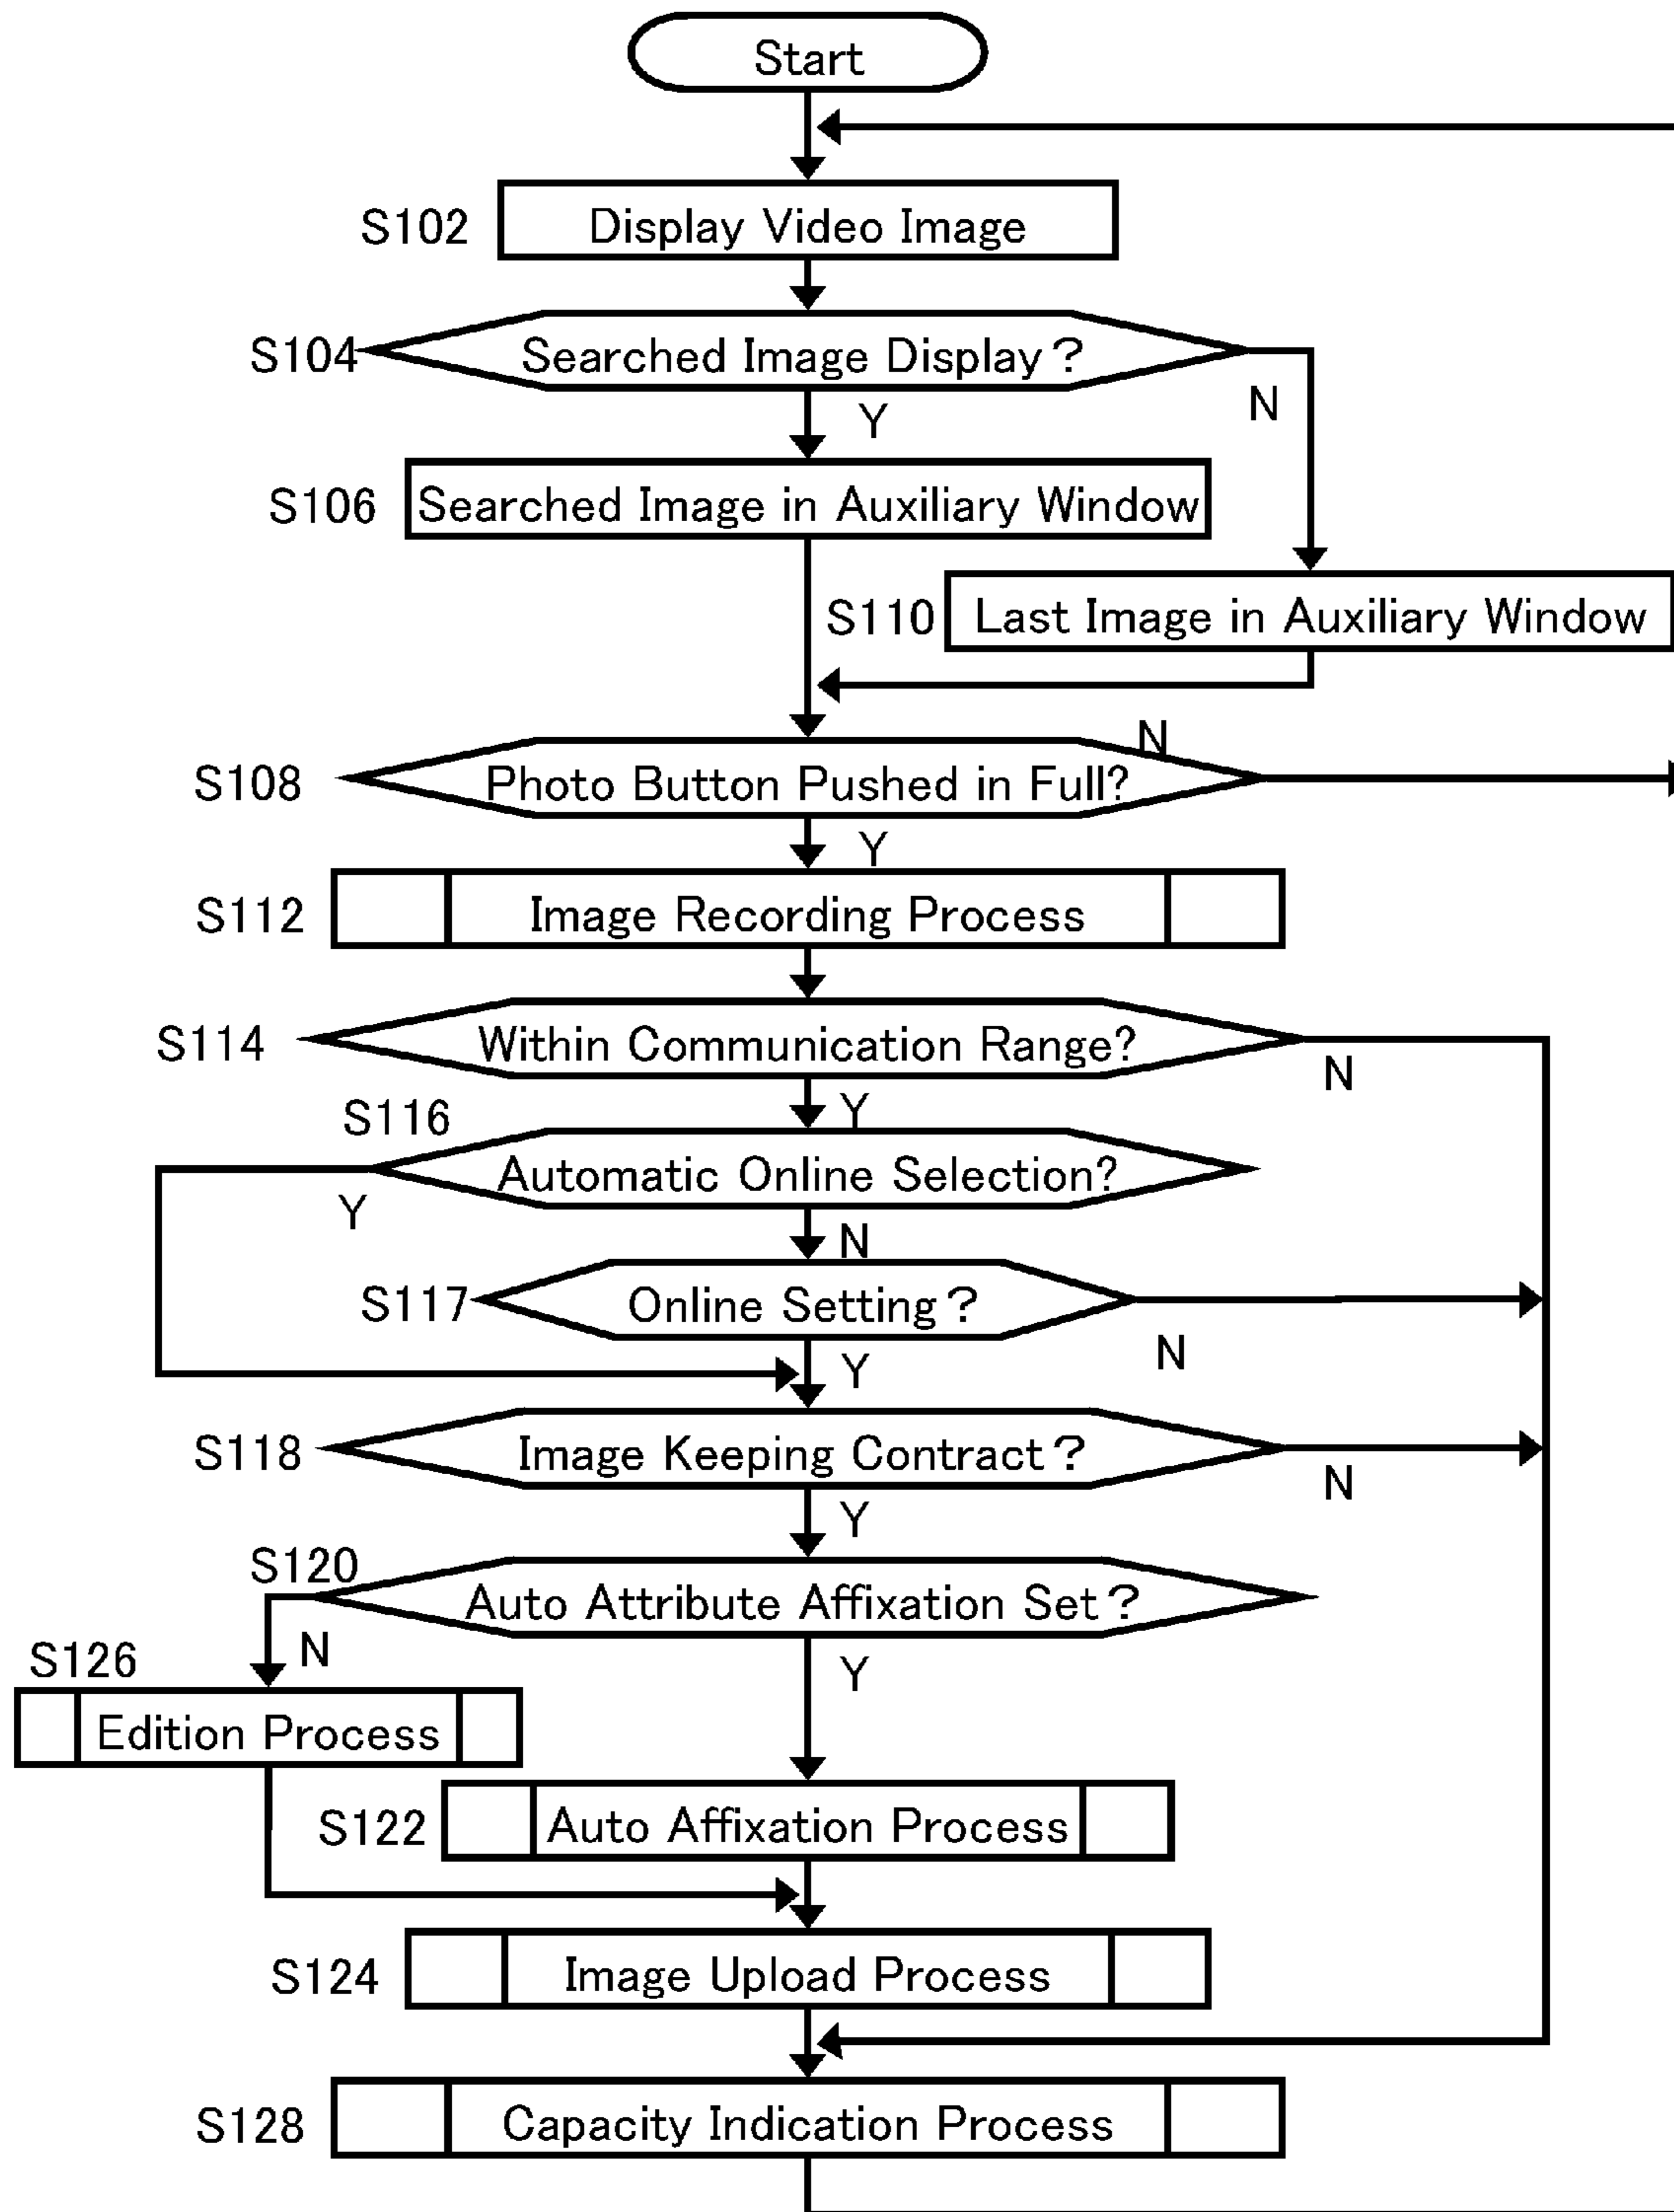 Start
S102 Display Video Image
S104 Searched Image Display?
Y N
S106 Searched Image in Auxiliary Window
S110 Last Image in Auxiliary Window
N
S108 Photo Button Pushed in Full?
Y
S112 Image Recording Process
S114 Within Communication Range?
N
Y
S116
Automatic Online Selection?
Y
N
S117 Online Setting?
N
Y
S118 Image Keeping Contract?
N
Y
S120
Auto Attribute Affixation Set?
N
Y
S126
Edition Process
S122 Auto Affixation Process
S124 Image Upload Process
S128 Capacity Indication Process